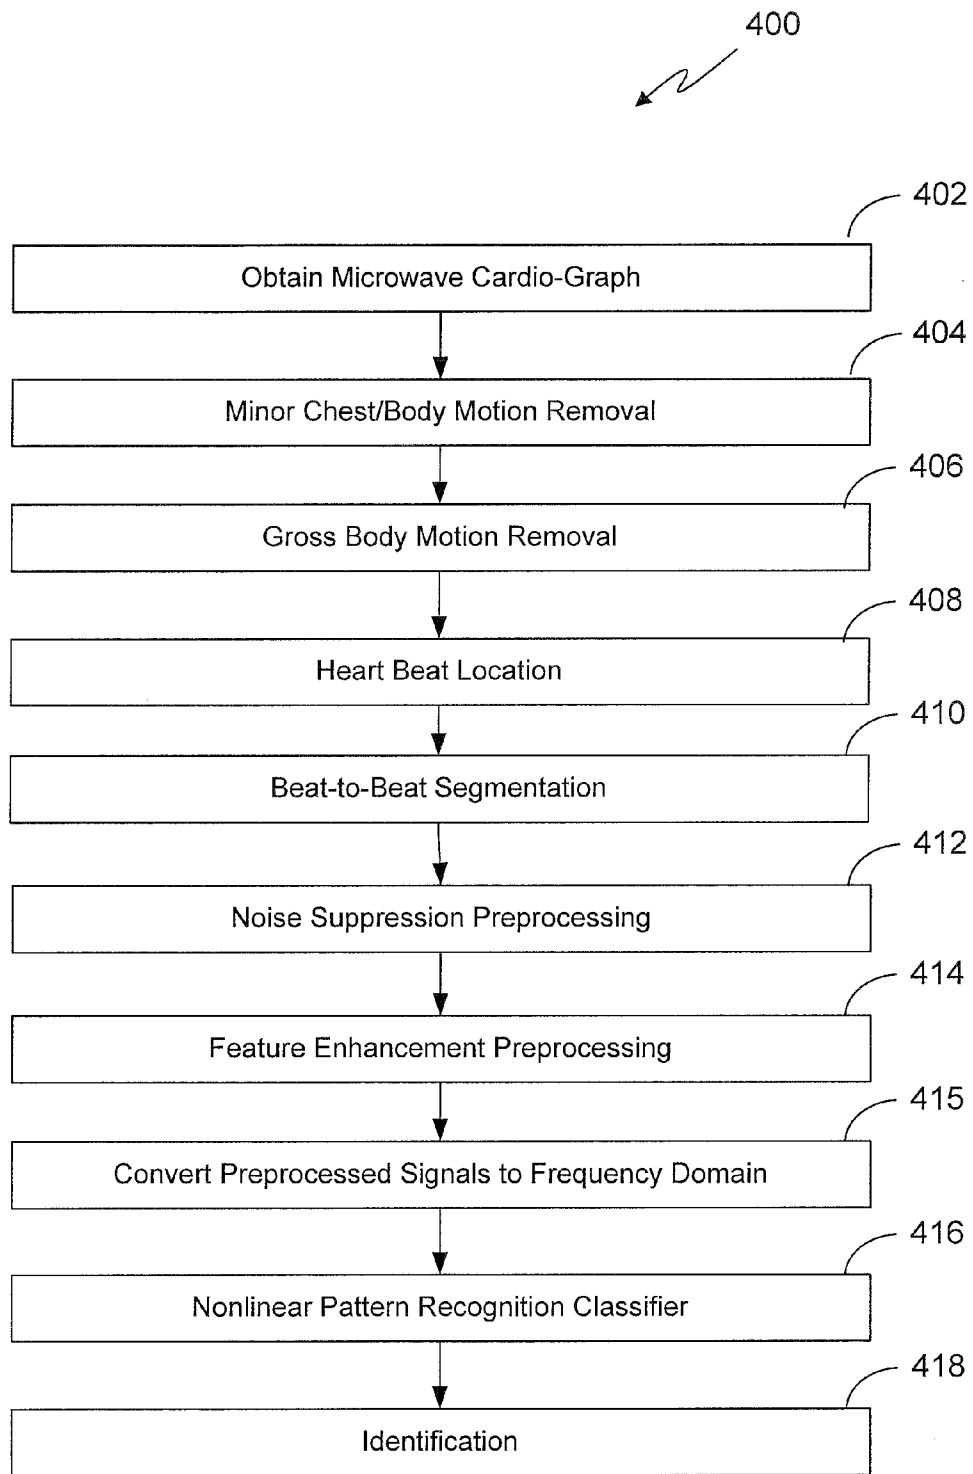 400
402
Obtain Microwave Cardio-Graph
404
Minor Chest/Body Motion Removal
406
Gross Body Motion Removal
408
Heart Beat Location
410
Beat-to-Beat Segmentation
412
Noise Suppression Preprocessing
414
Feature Enhancement Preprocessing
415
Convert Preprocessed Signals to Frequency Domain
416
Nonlinear Pattern Recognition Classifier
418
Identification